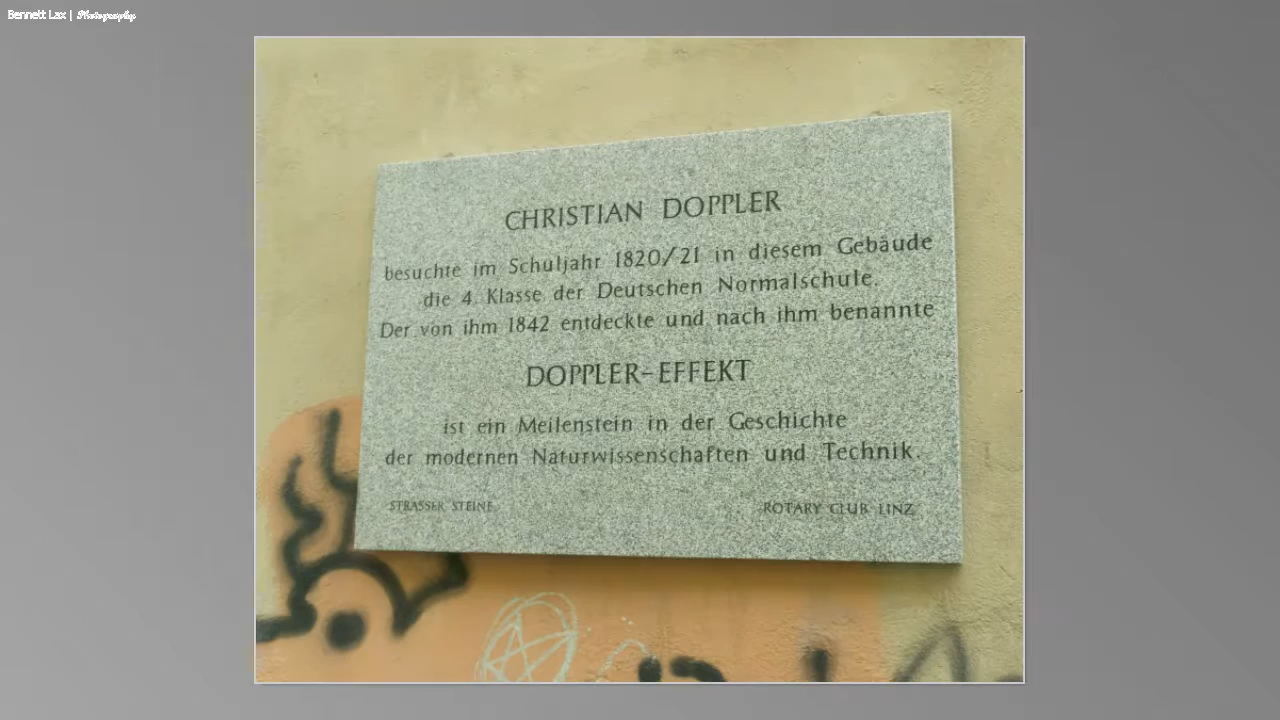 Bennett Lax | Photography
CHRISTIAN DOPPLER
besuchte im Schuljahr 1820/21 in diesem Gebäude
die 4. Klasse der Deutschen Normalschule.
Der von ihm 1842 entdeckte und nach ihm benannte
DOPPLER-EFFEKT
ist ein Meilenstein in der Geschichte
der modernen Naturwissenschaften und Technik.
STRASSER STEINE
ROTARY CLUB LINZ